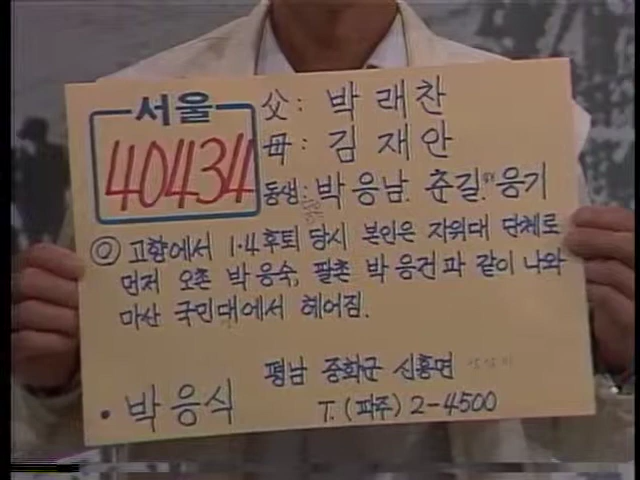 서울
40434
父: 박래찬
母: 김재안
동생: 박응남. 춘길. 응기
◎ 고향에서 1·4후퇴 당시 본인은 자위대 단체로
먼저 오촌 박응숙, 팔촌 박응건과 같이 나와
마산 국민대에서 헤어짐.
평남 중화군 신흥면
• 박응식
T. (파주) 2-4500